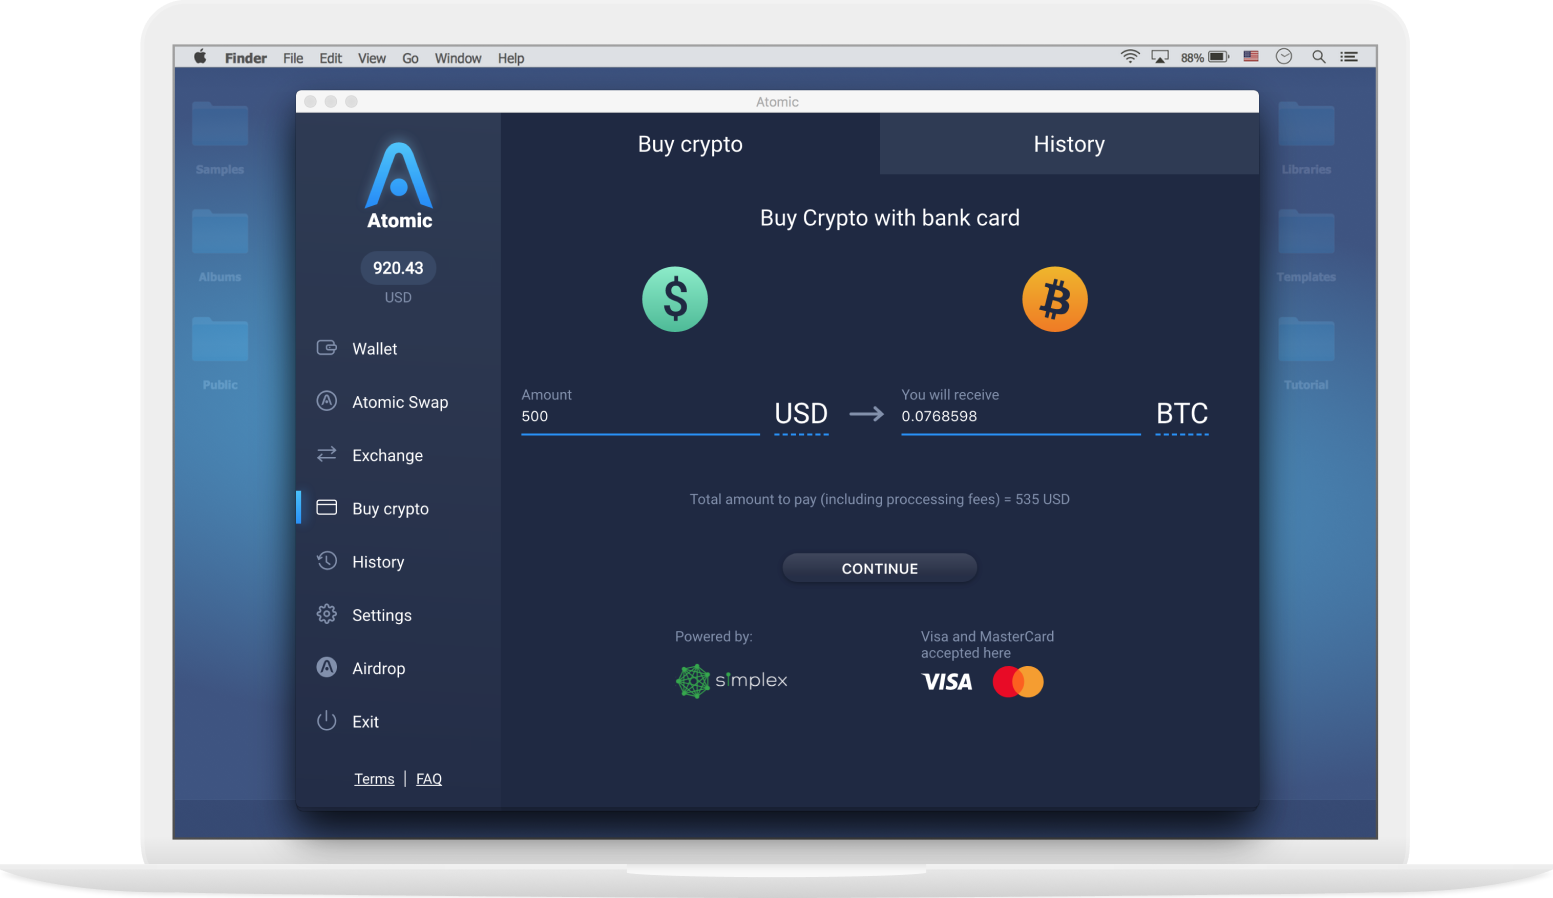 Finder File Edit View Go Window Help
88%
Atomic
Samples
Albums
Public
Libraries
Templates
Tutorial
Atomic
920.43
USD
Wallet
Atomic Swap
Exchange
Buy crypto
History
Settings
Airdrop
Exit
Terms | FAQ
Buy crypto
History
Buy Crypto with bank card
Amount
500
USD
You will receive
0.0768598
BTC
Total amount to pay (including proccessing fees) = 535 USD
CONTINUE
Powered by:
simplex
Visa and MasterCard
accepted here
VISA